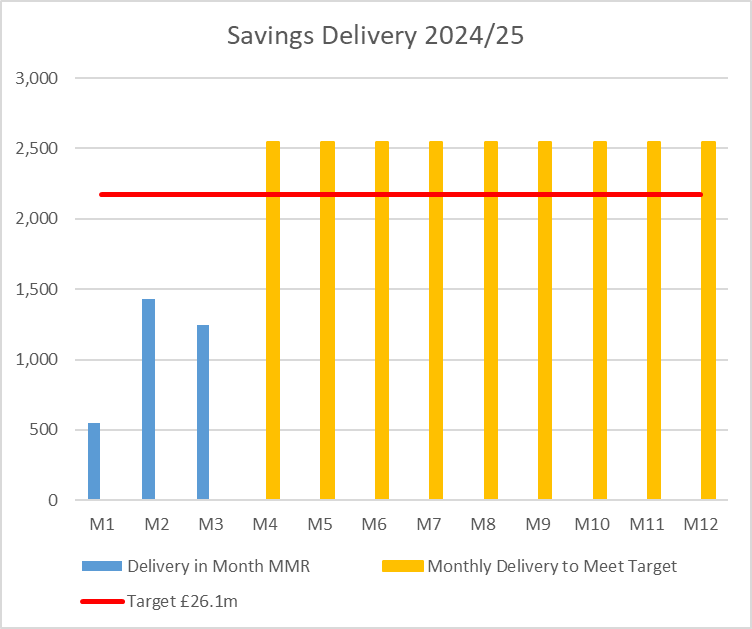 Savings Delivery 2024/25
3,000
2,500
2,000
1,500
1,000
500
0
M1 M2 M3 M4 M5 M6 M7 M8 M9 M10 M11 M12
Delivery in Month MMR Monthly Delivery to Meet Target
Target £26.1m